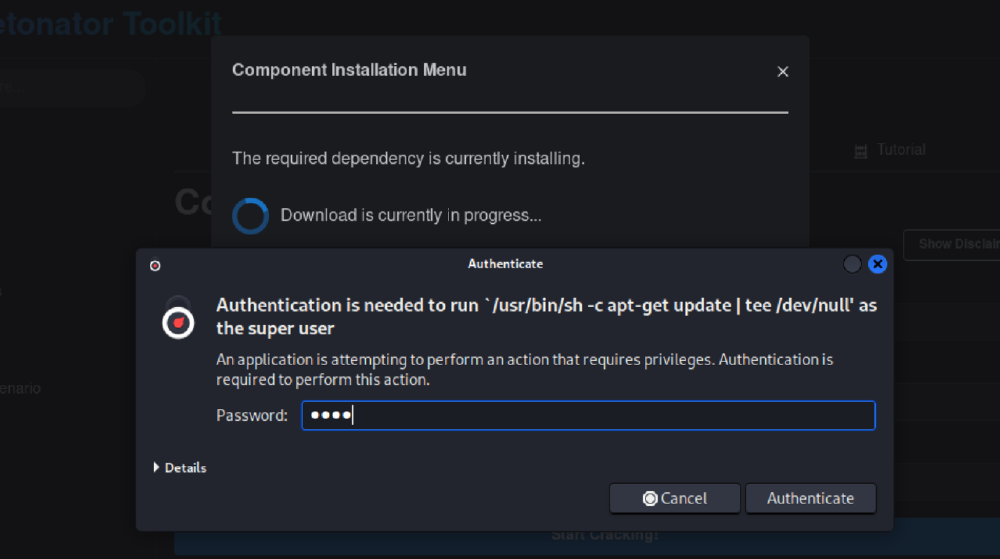 etonator Toolkit
Component Installation Menu
re...
The required dependency is currently installing.
Tutorial
Co
Download is currently in progress...
Show Disclaim
Authenticate
Authentication is needed to run `/usr/bin/sh -c apt-get update | tee /dev/null' as
the super user
s
An application is attempting to perform an action that requires privileges. Authentication is
required to perform this action.
enario
Password:
Details
Cancel
Authenticate
Start Cracking!